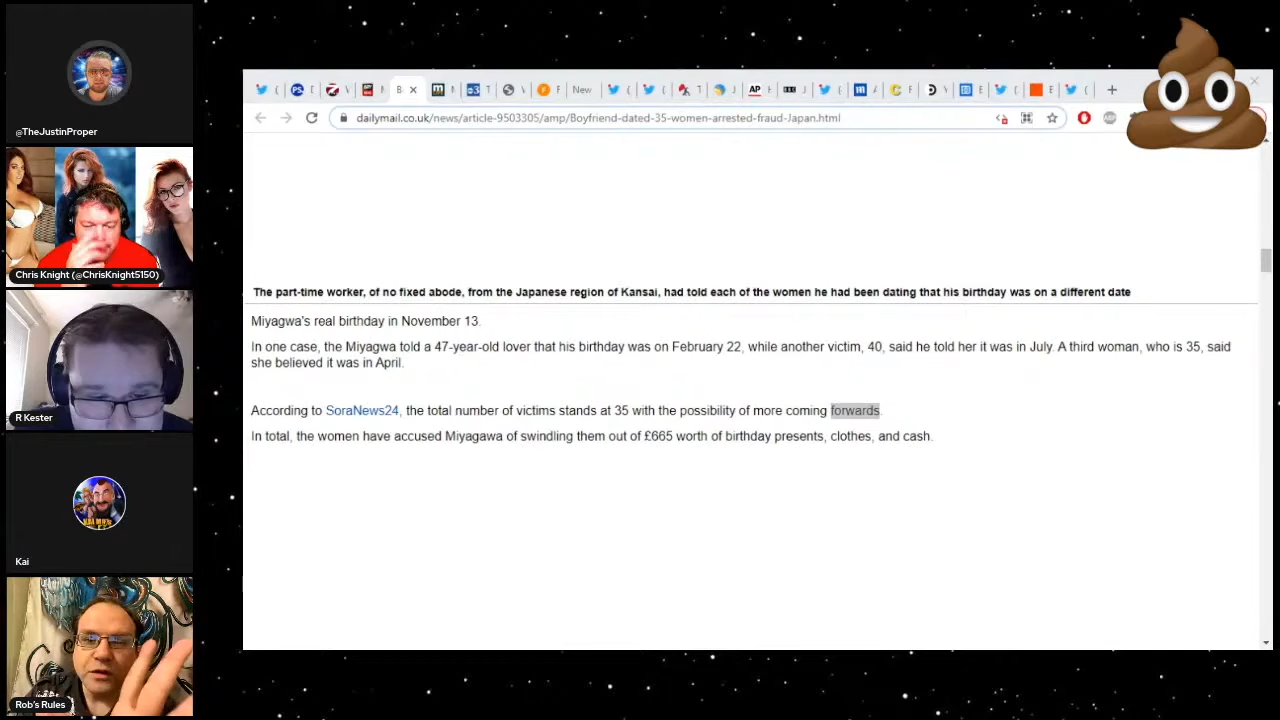 @TheJustinProper
Chris Knight (@ChrisKnight5150)
R Kester
Kai
Rob's Rules
New
dailymail.co.uk/news/article-9503305/amp/Boyfriend-dated-35-women-arrested-fraud-Japan.html
The part-time worker, of no fixed abode, from the Japanese region of Kansai, had told each of the women he had been dating that his birthday was on a different date
Miyagwa's real birthday in November 13.
In one case, the Miyagwa told a 47-year-old lover that his birthday was on February 22, while another victim, 40, said he told her it was in July. A third woman, who is 35, said
she believed it was in April.
According to SoraNews24, the total number of victims stands at 35 with the possibility of more coming forwards.
In total, the women have accused Miyagawa of swindling them out of £665 worth of birthday presents, clothes, and cash.